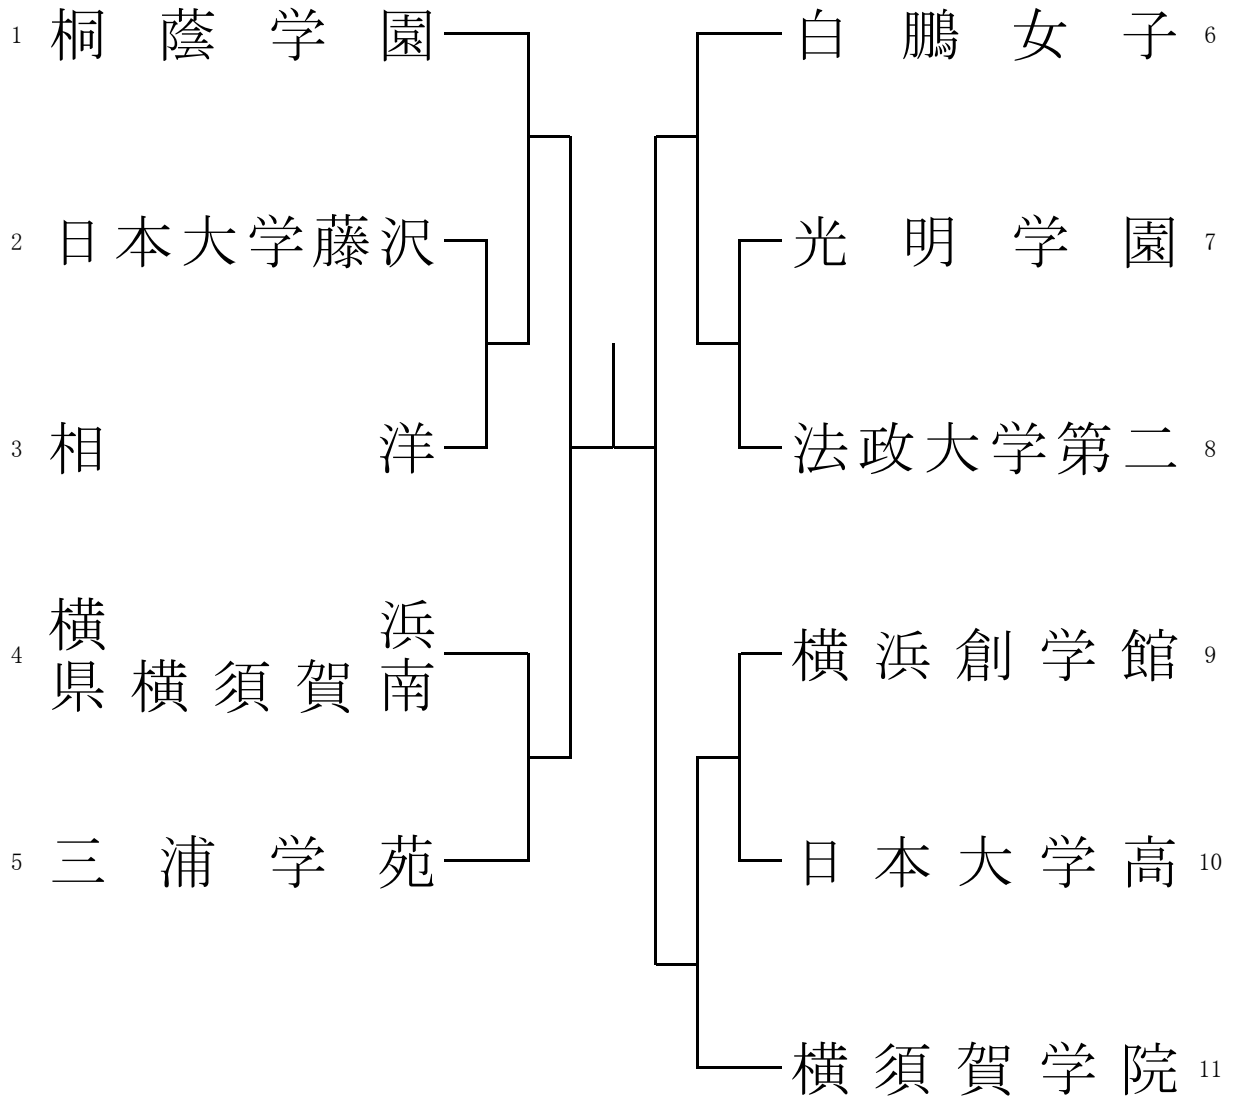 1 桐蔭学園
2 日本大学藤沢
3 相洋
4 横浜
県横須賀南
5 三浦学苑
白鵬女子 6
光明学園 7
法政大学第二 8
横浜創学館 9
日本大学高 10
横須賀学院 11